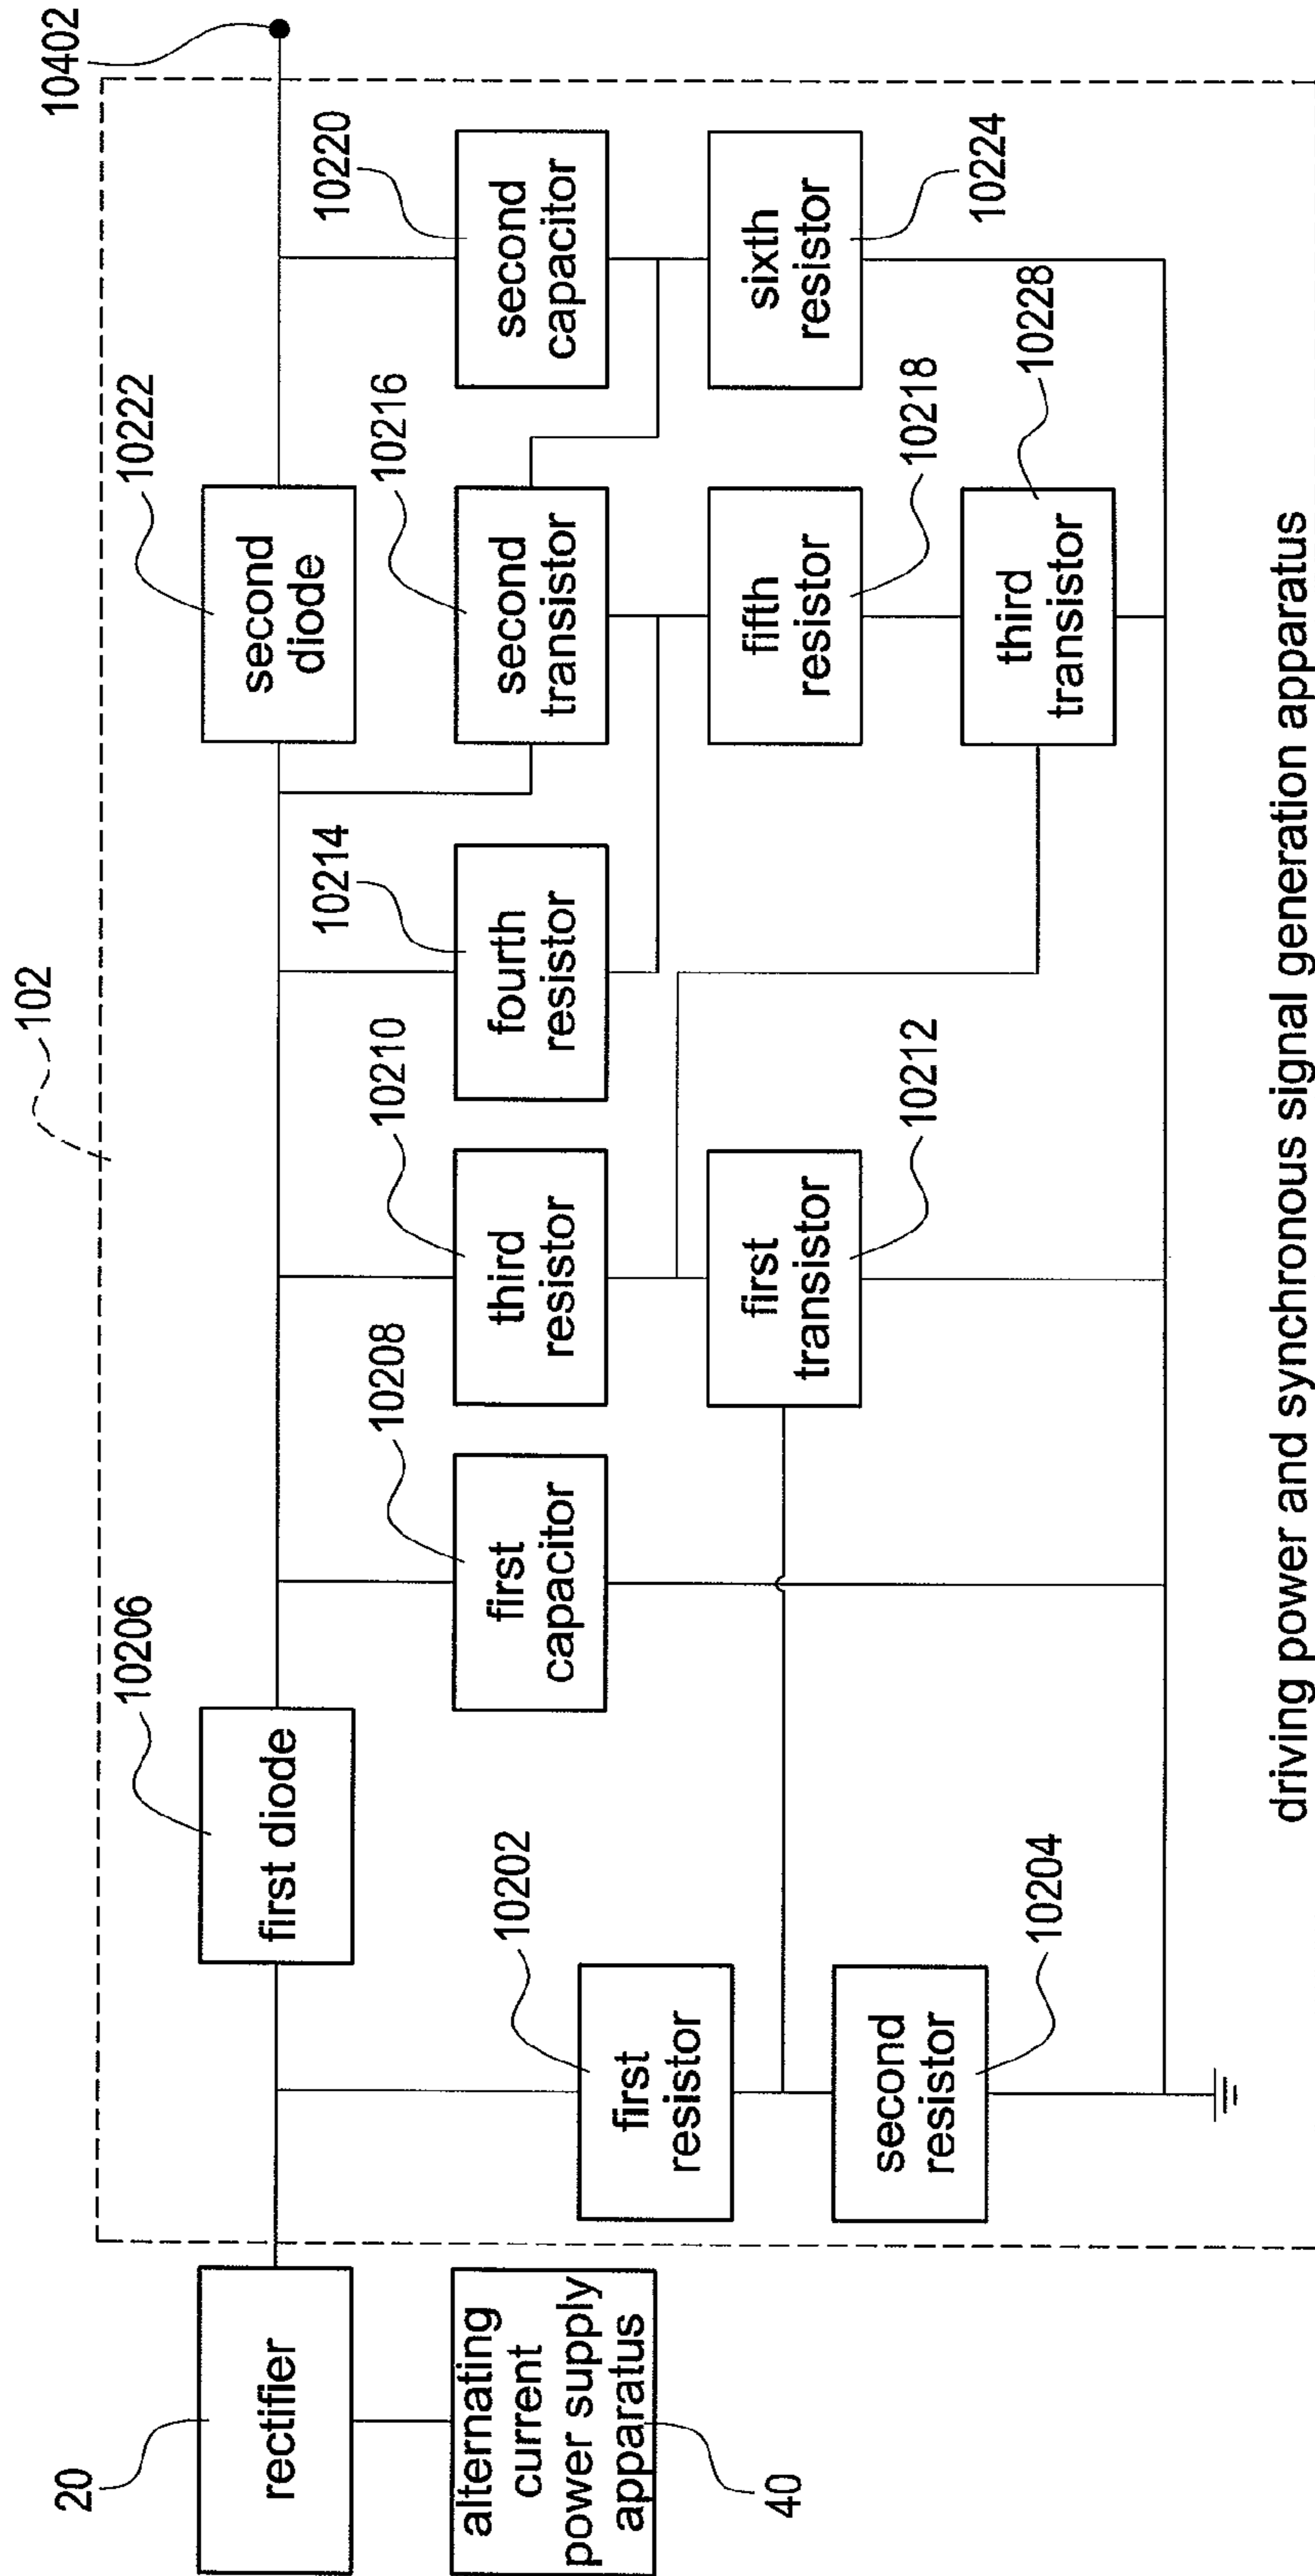 102
10402
10222
second
diode
10206
first diode
20
rectifier
10220
second
capacitor
10216
second
transistor
10214
fourth
resistor
10210
third
resistor
10208
first
capacitor
10202
first
resistor
alternating
current
power supply
apparatus
40
sixth
resistor
10224
fifth
resistor
10218
first
transistor
10212
second
resistor
10204
third
transistor
10228
driving power and synchronous signal generation apparatus